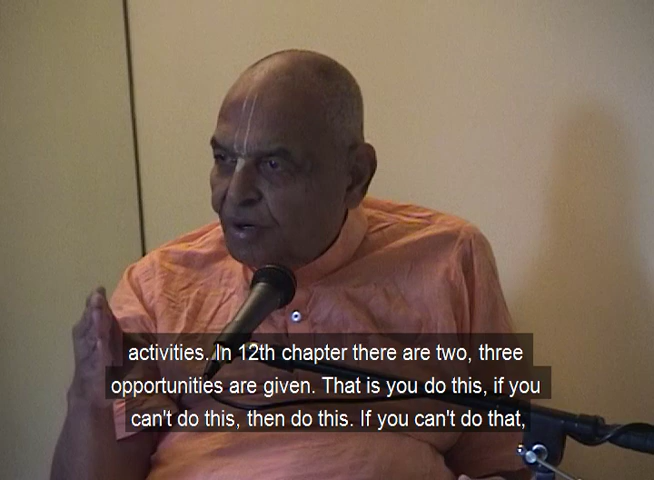 activities. In 12th chapter there are two, three
opportunities are given. That is you do this, if you
can't do this, then do this. If you can't do that,